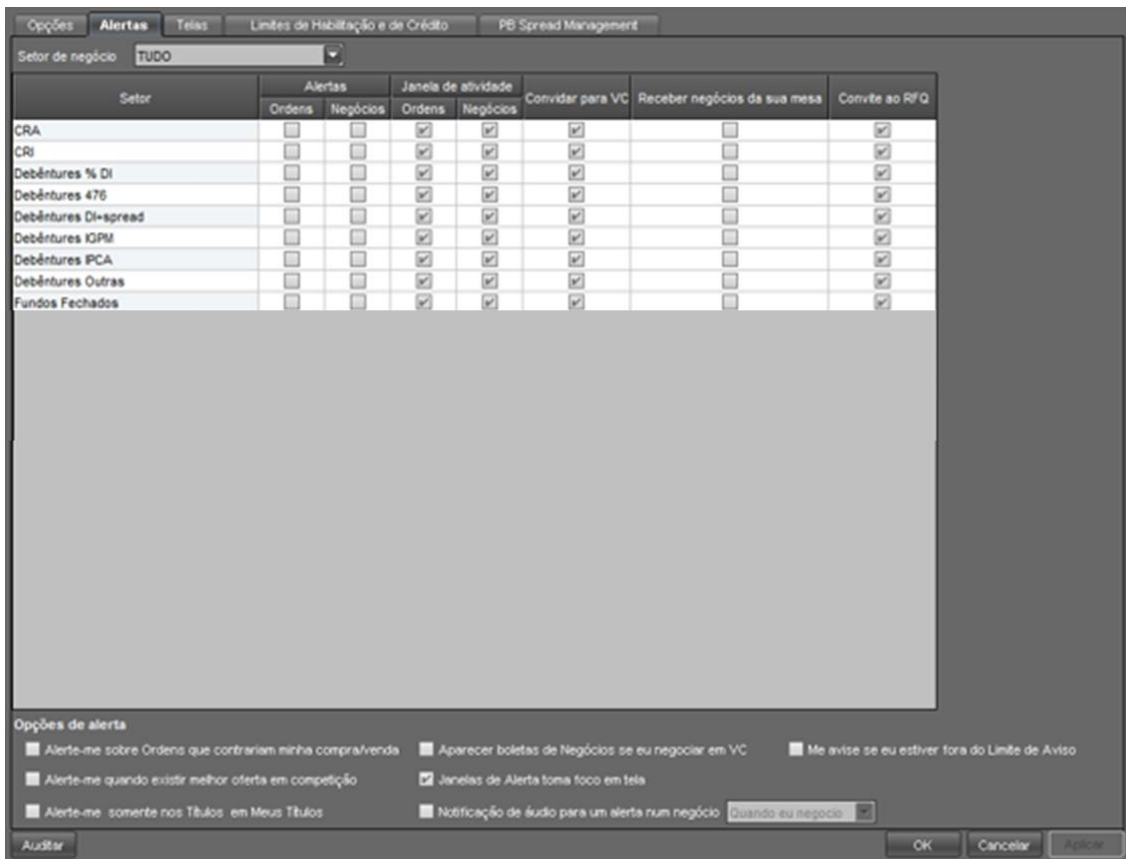 Opções Alertas Telas Limites de Habilitação e de Crédito PB Spread Management
Setor de negócio TUDO
Setor Alertas Janela de atividade Convidar para VC Receber negócios da sua mesa Convite ao RFQ
Ordens Negócios Ordens Negócios
CRA
CRI
Debêntures % DI
Debêntures 476
Debêntures DI+spread
Debêntures IGPM
Debêntures IPCA
Debêntures Outras
Fundos Fechados
Opções de alerta
Alerte-me sobre Ordens que contrariam minha compra/venda Aparecer boletas de Negócios se eu negociar em VC Me avise se eu estiver fora do Limite de Aviso
Alerte-me quando existir melhor oferta em competição Janelas de Alerta toma foco em tela
Alerte-me somente nos Títulos em Meus Títulos Notificação de áudio para um alerta num negócio Quando eu negocio
Auditar OK Cancelar Aplicar